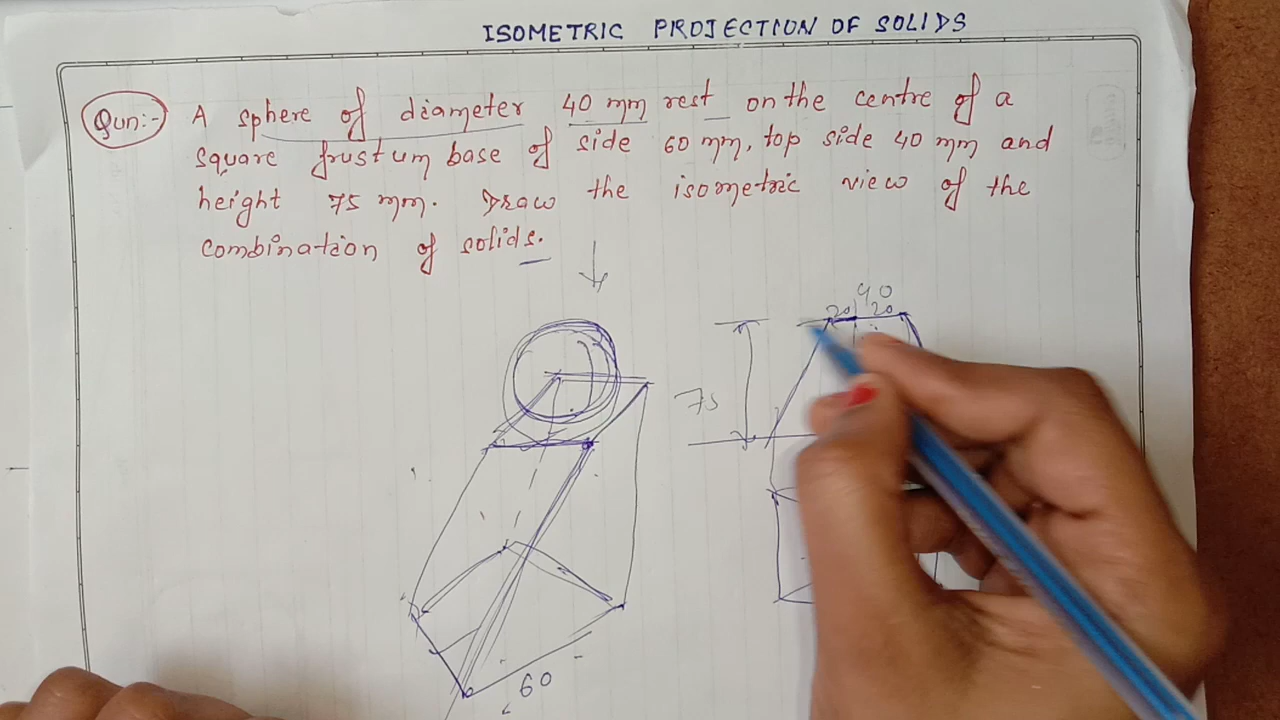 ISOMETRIC PROJECTION OF SOLIDS
Qun:- A sphere of diameter 40 mm rest on the centre of a
square frustum base of side 60 mm, top side 40 mm and
height 75 mm. Draw the isometric view of the
combination of solids.
40
20 20
75
60